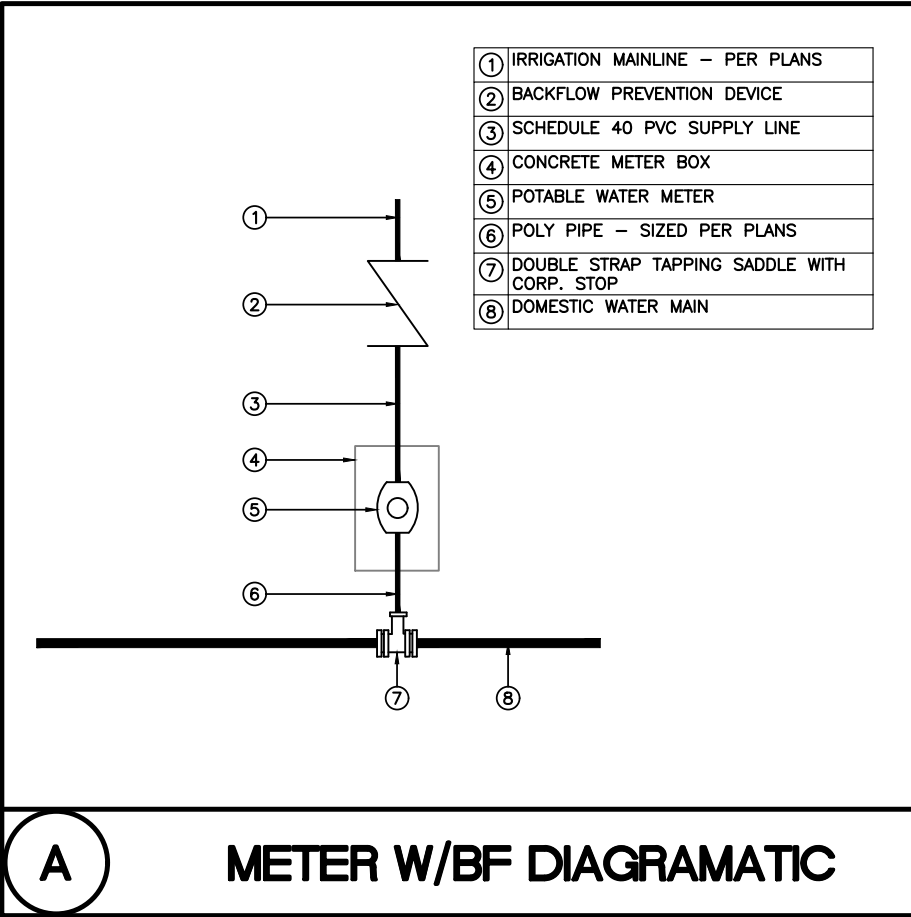 1 IRRIGATION MAINLINE – PER PLANS
2 BACKFLOW PREVENTION DEVICE
3 SCHEDULE 40 PVC SUPPLY LINE
4 CONCRETE METER BOX
5 POTABLE WATER METER
6 POLY PIPE – SIZED PER PLANS
7 DOUBLE STRAP TAPPING SADDLE WITH
CORP. STOP
8 DOMESTIC WATER MAIN
1
2
3
4
5
6
7
8
A
METER W/BF DIAGRAMATIC